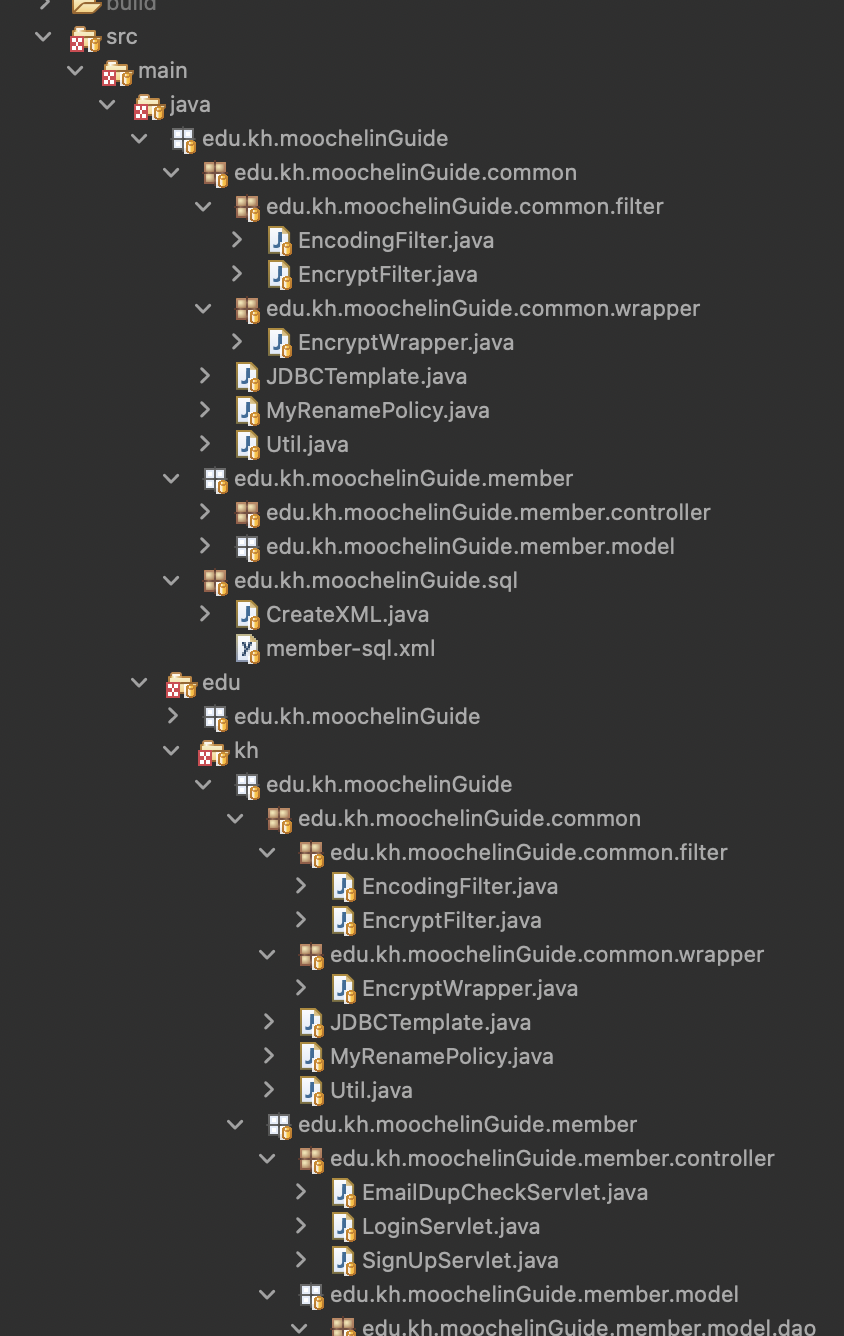 build
src
main
java
edu.kh.moochelinGuide
edu.kh.moochelinGuide.common
edu.kh.moochelinGuide.common.filter
EncodingFilter.java
EncryptFilter.java
edu.kh.moochelinGuide.common.wrapper
EncryptWrapper.java
JDBCTemplate.java
MyRenamePolicy.java
Util.java
edu.kh.moochelinGuide.member
edu.kh.moochelinGuide.member.controller
edu.kh.moochelinGuide.member.model
edu.kh.moochelinGuide.sql
CreateXML.java
member-sql.xml
edu
edu.kh.moochelinGuide
kh
edu.kh.moochelinGuide
edu.kh.moochelinGuide.common
edu.kh.moochelinGuide.common.filter
EncodingFilter.java
EncryptFilter.java
edu.kh.moochelinGuide.common.wrapper
EncryptWrapper.java
JDBCTemplate.java
MyRenamePolicy.java
Util.java
edu.kh.moochelinGuide.member
edu.kh.moochelinGuide.member.controller
EmailDupCheckServlet.java
LoginServlet.java
SignUpServlet.java
edu.kh.moochelinGuide.member.model
edu.kh.moochelinGuide.member.model.dao